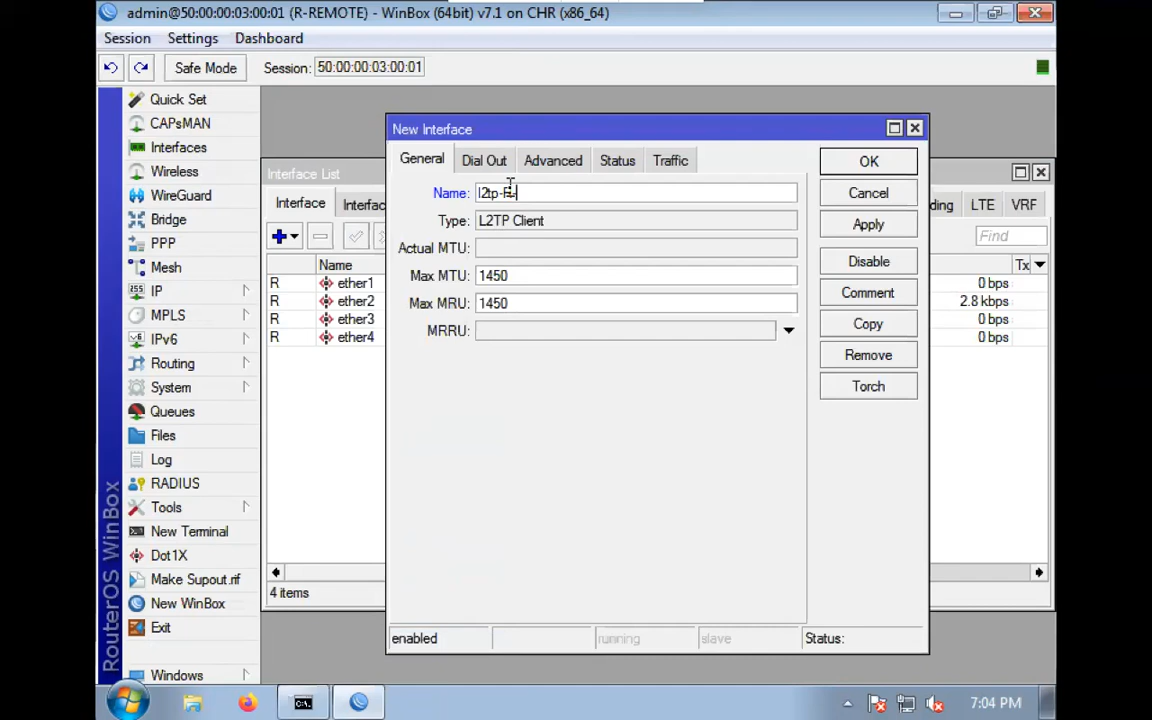 admin@50:00:00:03:00:01 (R-REMOTE) - WinBox (64bit) v7.1 on CHR (x86_64)
Session Settings Dashboard
Safe Mode Session: 50:00:00:03:00:01
Quick Set
CAPsMAN
Interfaces
Wireless
WireGuard
Bridge
PPP
Mesh
IP
MPLS
IPv6
Routing
System
Queues
Files
Log
RADIUS
Tools
New Terminal
Dot1X
Make Supout.rif
New WinBox
Exit
Windows
RouterOS WinBox
Interface List
Interface
LTE VRF
Find
Name Tx
R ether1 0 bps
R ether2 2.8 kbps
R ether3 0 bps
R ether4 0 bps
4 items
New Interface
General Dial Out Advanced Status Traffic
Name:
Type: L2TP Client
Actual MTU:
Max MTU: 1450
Max MRU: 1450
MRRU:
OK
Cancel
Apply
Disable
Comment
Copy
Remove
Torch
enabled running slave Status:
7:04 PM